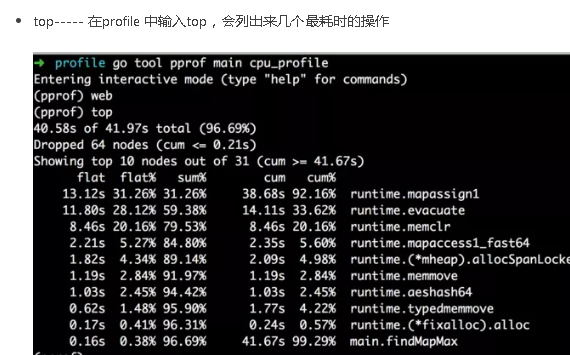 top----- 在profile 中输入top ，会列出来几个最耗时的操作
➜ profile go tool pprof main cpu_profile
Entering interactive mode (type "help" for commands)
(pprof) web
(pprof) top
40.58s of 41.97s total (96.69%)
Dropped 64 nodes (cum <= 0.21s)
Showing top 10 nodes out of 31 (cum >= 41.67s)
flat flat% sum% cum cum%
13.12s 31.26% 31.26% 38.68s 92.16% runtime.mapassign1
11.80s 28.12% 59.38% 14.11s 33.62% runtime.evacuate
8.46s 20.16% 79.53% 8.46s 20.16% runtime.memclr
2.21s 5.27% 84.80% 2.35s 5.60% runtime.mapaccess1_fast64
1.82s 4.34% 89.14% 2.09s 4.98% runtime.(*mheap).allocSpanLocke
1.19s 2.84% 91.97% 1.19s 2.84% runtime.memmove
1.03s 2.45% 94.42% 1.03s 2.45% runtime.aeshash64
0.62s 1.48% 95.90% 1.77s 4.22% runtime.typedmemmove
0.17s 0.41% 96.31% 0.24s 0.57% runtime.(*fixalloc).alloc
0.16s 0.38% 96.69% 41.67s 99.29% main.findMapMax
(pprof)